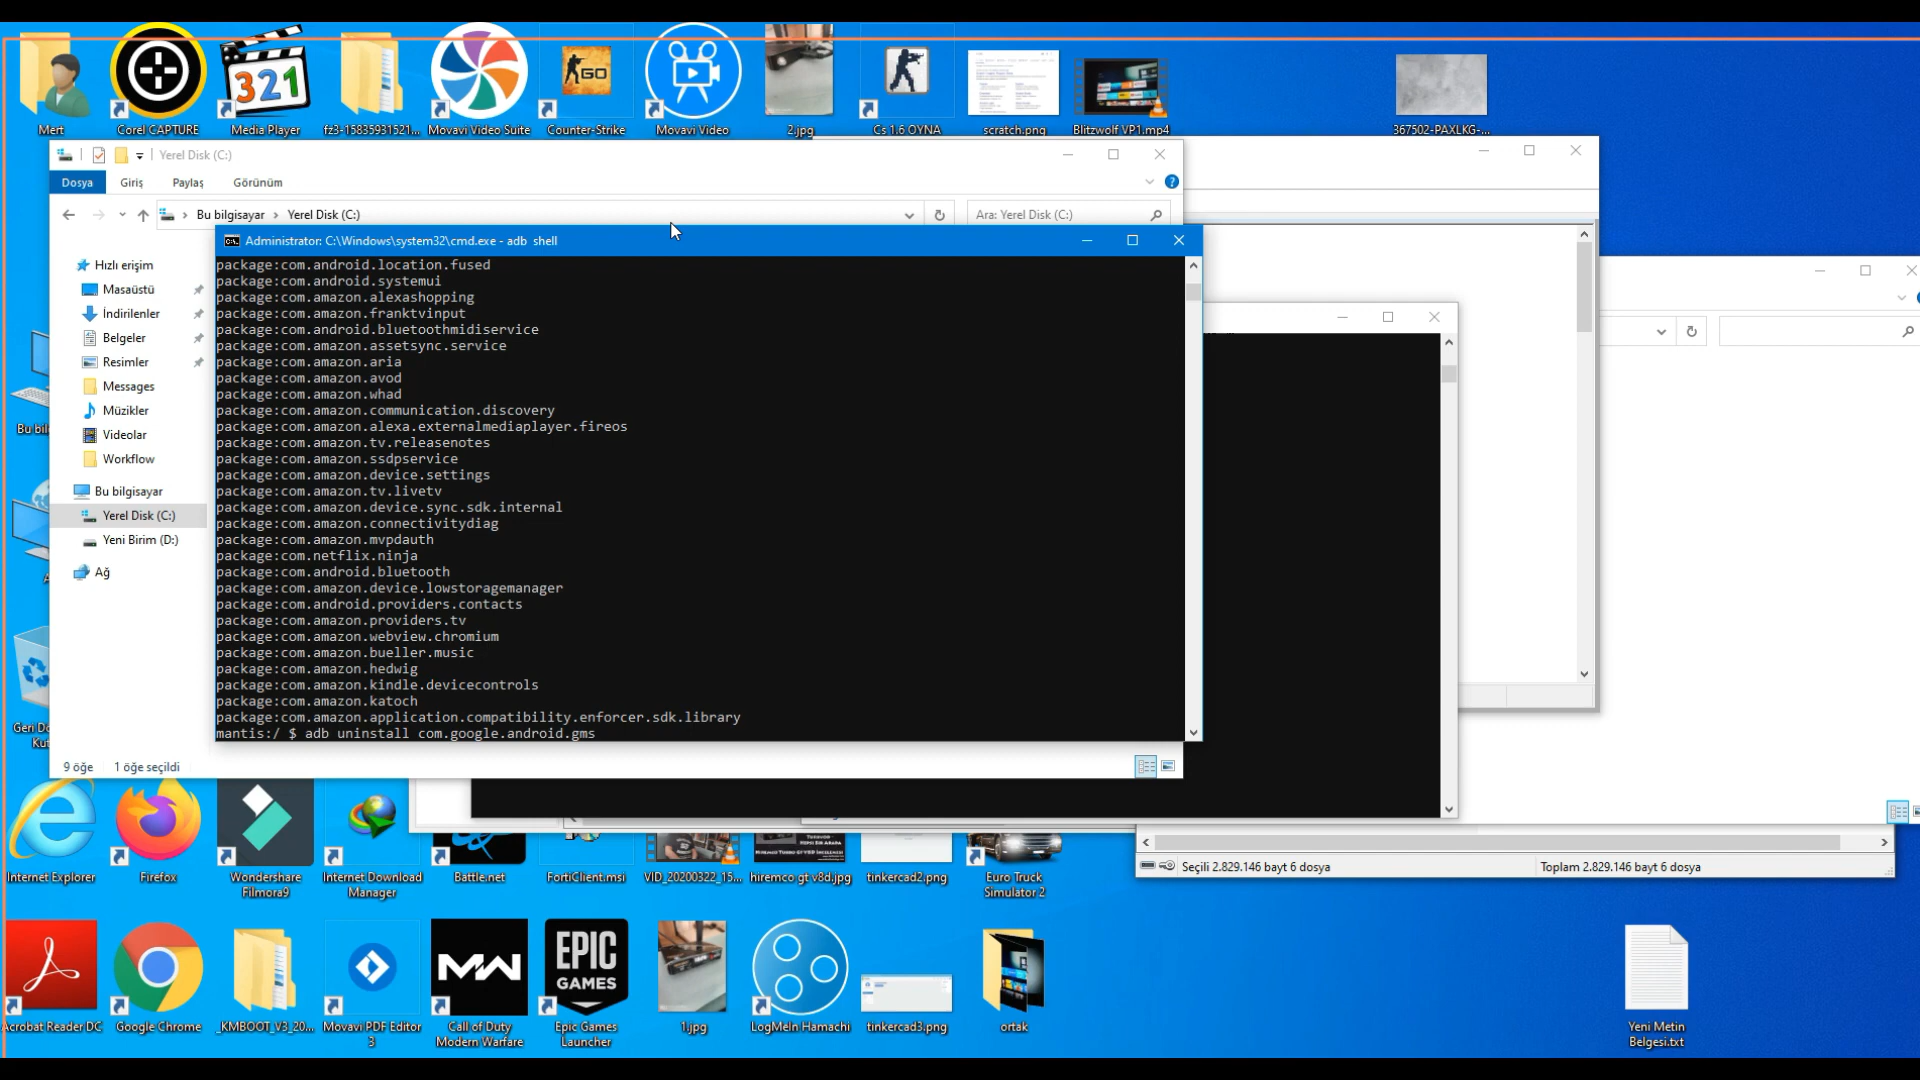 Mert
Corel CAPTURE
Media Player
fz3-15835931521...
Movavi Video Suite
Counter-Strike
Movavi Video
2.jpg
Cs 1.6 OYNA
scratch.png
Blitzwolf VP1.mp4
367502-PAXLKG-...
321
GO
Yerel Disk (C:)
Dosya
Giriş
Paylaş
Görünüm
Bu bilgisayar > Yerel Disk (C:)
Ara: Yerel Disk (C:)
Hızlı erişim
Masaüstü
İndirilenler
Belgeler
Resimler
Messages
Müzikler
Videolar
Workflow
Bu bilgisayar
Yerel Disk (C:)
Yeni Birim (D:)
Ağ
9 öğe
1 öğe seçildi
Administrator: C:\Windows\system32\cmd.exe - adb shell
package:com.android.location.fused
package:com.android.systemui
package:com.amazon.alexashopping
package:com.amazon.franktvinput
package:com.android.bluetoothmidiservice
package:com.amazon.assetsync.service
package:com.amazon.aria
package:com.amazon.avod
package:com.amazon.whad
package:com.amazon.communication.discovery
package:com.amazon.alexa.externalmediaplayer.fireos
package:com.amazon.tv.releasenotes
package:com.amazon.ssdpservice
package:com.amazon.device.settings
package:com.amazon.tv.livetv
package:com.amazon.device.sync.sdk.internal
package:com.amazon.connectivitydiag
package:com.amazon.mvpdauth
package:com.netflix.ninja
package:com.android.bluetooth
package:com.amazon.device.lowstoragemanager
package:com.android.providers.contacts
package:com.amazon.providers.tv
package:com.amazon.webview.chromium
package:com.amazon.bueller.music
package:com.amazon.hedwig
package:com.amazon.kindle.devicecontrols
package:com.amazon.katoch
package:com.amazon.application.compatibility.enforcer.sdk.library
mantis:/ $ adb uninstall com.google.android.gms
Seçili 2.829.146 bayt 6 dosya
Toplam 2.829.146 bayt 6 dosya
Internet Explorer
Firefox
Wondershare
Filmora9
Internet Download
Manager
Battle.net
FortiClient.msi
VID_20200322_15...
hiremco gt v8d.jpg
tinkercad2.png
Euro Truck
Simulator 2
EPIC
GAMES
MW
Acrobat Reader DC
Google Chrome
_KMBOOT_V3_20...
Movavi PDF Editor
3
Call of Duty
Modern Warfare
Epic Games
Launcher
1.jpg
LogMeIn Hamachi
tinkercad3.png
ortak
Yeni Metin
Belgesi.txt